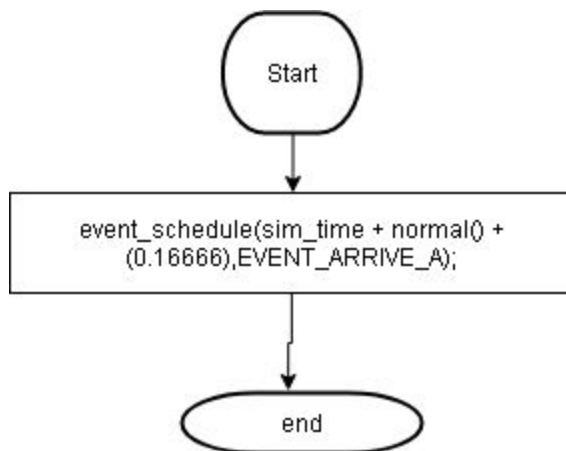 Start
event_schedule(sim_time + normal() +
(0.16666),EVENT_ARRIVE_A);
end